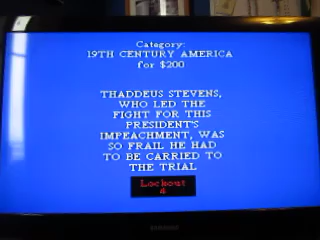 Category:
19TH CENTURY AMERICA
for $200
THADDEUS STEVENS,
WHO LED THE
FIGHT FOR THIS
PRESIDENT'S
IMPEACHMENT, WAS
SO FRAIL HE HAD
TO BE CARRIED TO
THE TRIAL
Lockout
4
SAMSUNG